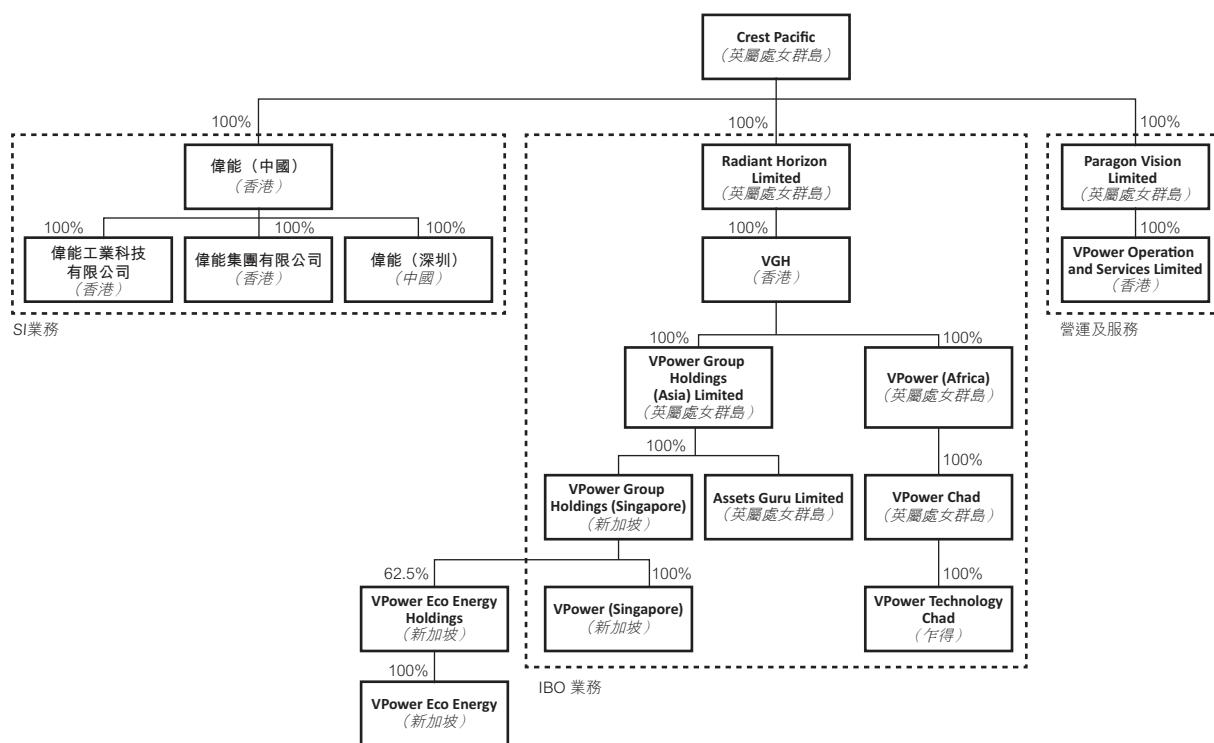 Crest Pacific
（英屬處女群島）
100%
100%
100%
偉能（中國）
（香港）
Radiant Horizon
Limited
（英屬處女群島）
Paragon Vision
Limited
（英屬處女群島）
100%
100%
100%
100%
100%
偉能工業科技
有限公司
（香港）
偉能集團有限公司
（香港）
偉能（深圳）
（中國）
VGH
（香港）
VPower Operation
and Services Limited
（香港）
SI業務
營運及服務
100%
100%
VPower Group
Holdings
(Asia) Limited
（英屬處女群島）
VPower (Africa)
（英屬處女群島）
100%
100%
VPower Group
Holdings (Singapore)
（新加坡）
Assets Guru Limited
（英屬處女群島）
VPower Chad
（英屬處女群島）
62.5%
100%
100%
VPower Eco Energy
Holdings
（新加坡）
VPower (Singapore)
（新加坡）
VPower Technology
Chad
（乍得）
100%
IBO 業務
VPower Eco Energy
（新加坡）